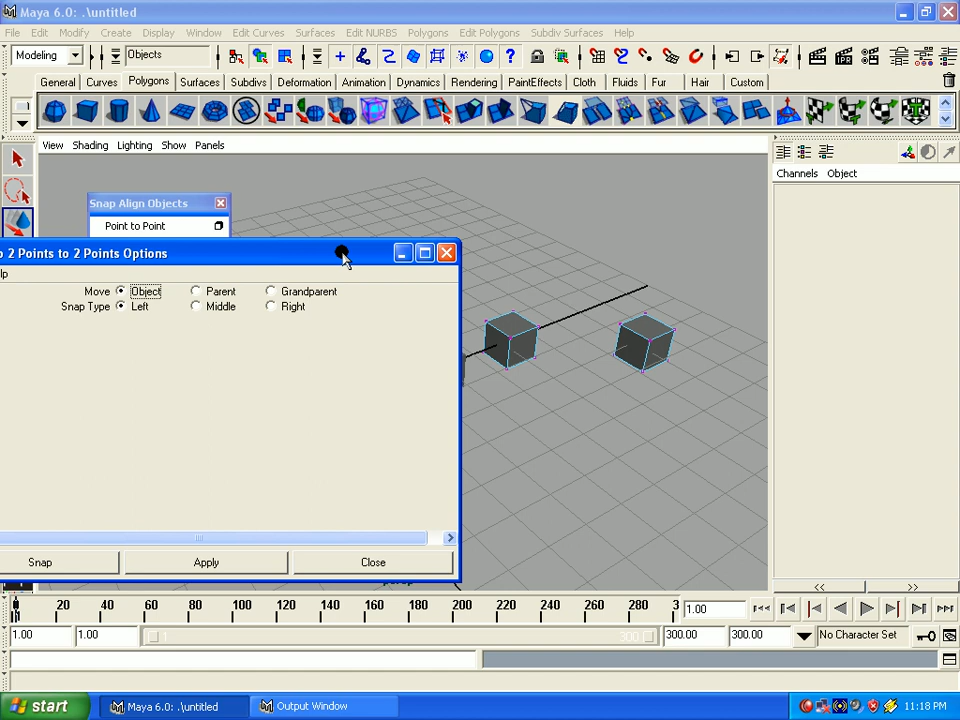 Maya 6.0: .\untitled
File Edit Modify Create Display Window Edit Curves Surfaces Edit NURBS Polygons Edit Polygons Subdiv Surfaces Help
Modeling Objects
General Curves Polygons Surfaces Subdivs Deformation Animation Dynamics Rendering PaintEffects Cloth Fluids Fur Hair Custom
View Shading Lighting Show Panels
Channels Object
Snap Align Objects
Point to Point
o 2 Points to 2 Points Options
lp
Move Object Parent Grandparent
Snap Type Left Middle Right
Snap Apply Close
persp
<< >>
20 40 60 80 100 120 140 160 180 200 220 240 260 280 3
1.00
1.00 1.00 1 300 300.00 300.00 No Character Set
start Maya 6.0: .\untitled Output Window 11:18 PM